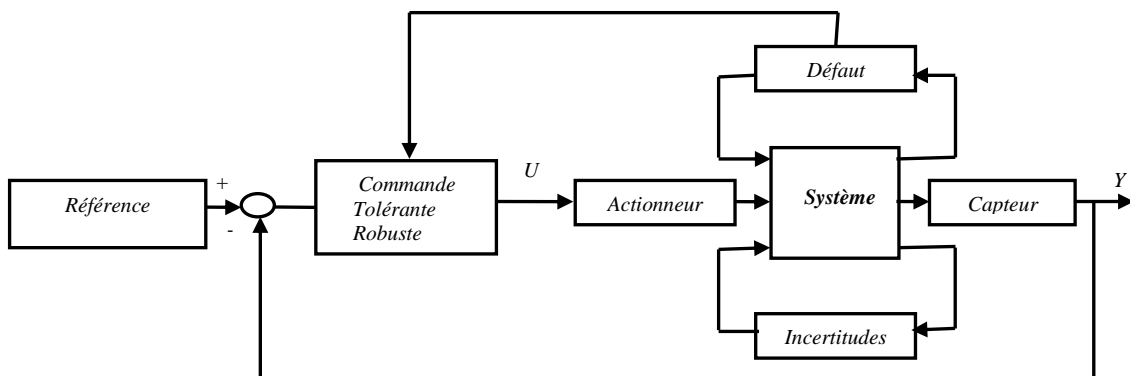 Défaut
Référence
+
-
Commande
Tolérante
Robuste
U
Actionneur
Système
Capteur
Y
Incertitudes